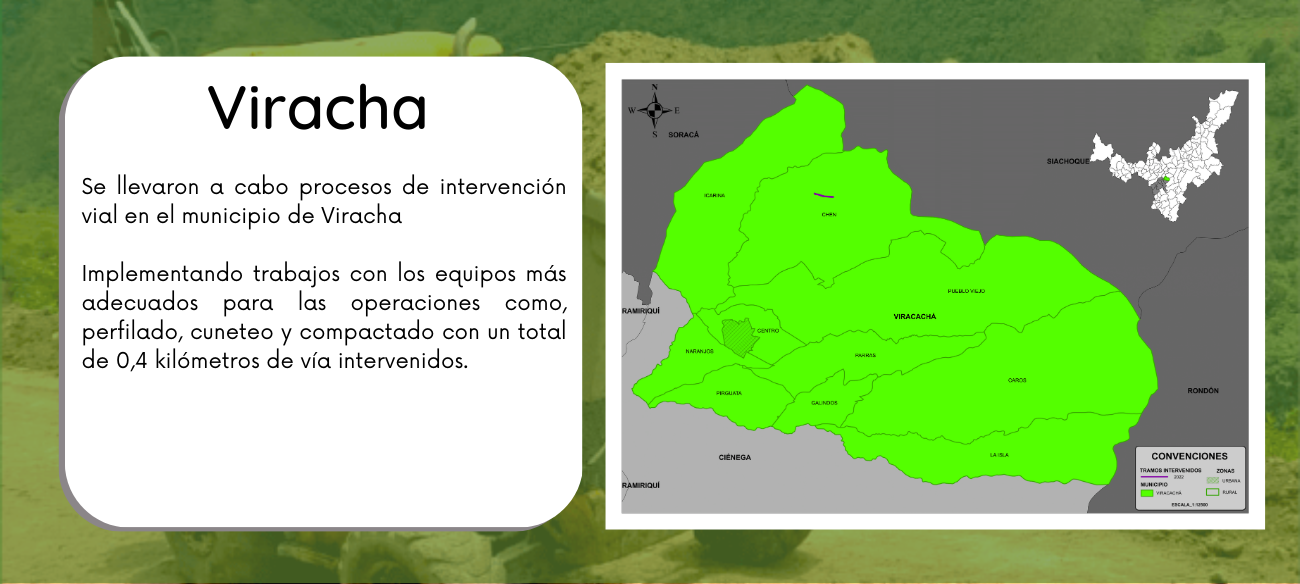 Viracha
Se llevaron a cabo procesos de intervención
vial en el municipio de Viracha
Implementando trabajos con los equipos más
adecuados para las operaciones como,
perfilado, cuneteo y compactado con un total
de 0,4 kilómetros de vía intervenidos.
N
W E
S
SORACÁ
SIACHOQUE
ICARINA
CHEN
PUEBLO VIEJO
RAMIRIQUÍ
VIRACACHÁ
CENTRO
NARANJOS
PARRAS
CAROS
PIRGUATA
GALINDOS
RONDÓN
CIÉNEGA
LA ISLA
RAMIRIQUÍ
CONVENCIONES
TRAMOS INTERVENIDOS
2022
MUNICIPIO
VIRACACHÁ
ZONAS
URBANA
RURAL
ESCALA_1:12500